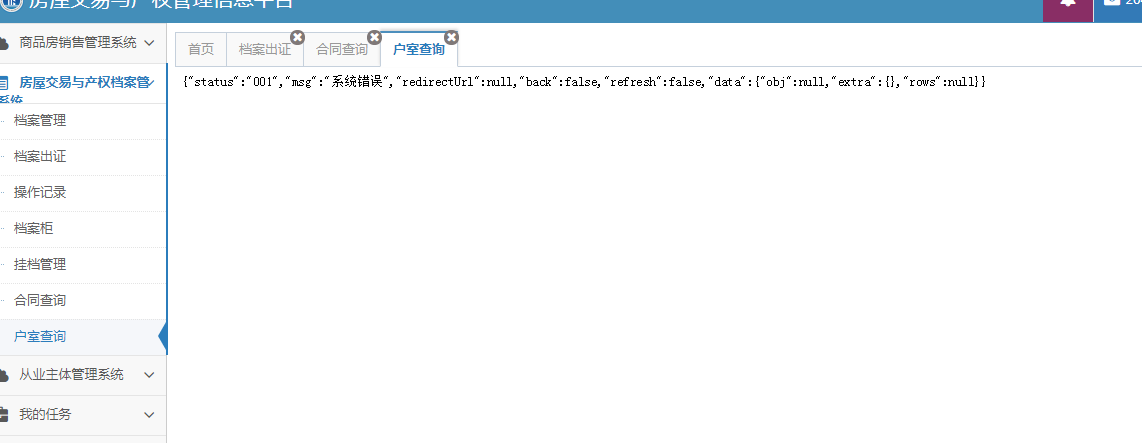 房屋交易与产权管理信息平台
商品房销售管理系统
房屋交易与产权档案管
系统
档案管理
档案出证
操作记录
档案柜
挂档管理
合同查询
户室查询
从业主体管理系统
我的任务
首页
档案出证
合同查询
户室查询
{"status":"001","msg":"系统错误","redirectUrl":null,"back":false,"refresh":false,"data":{"obj":null,"extra":{},"rows":null}}